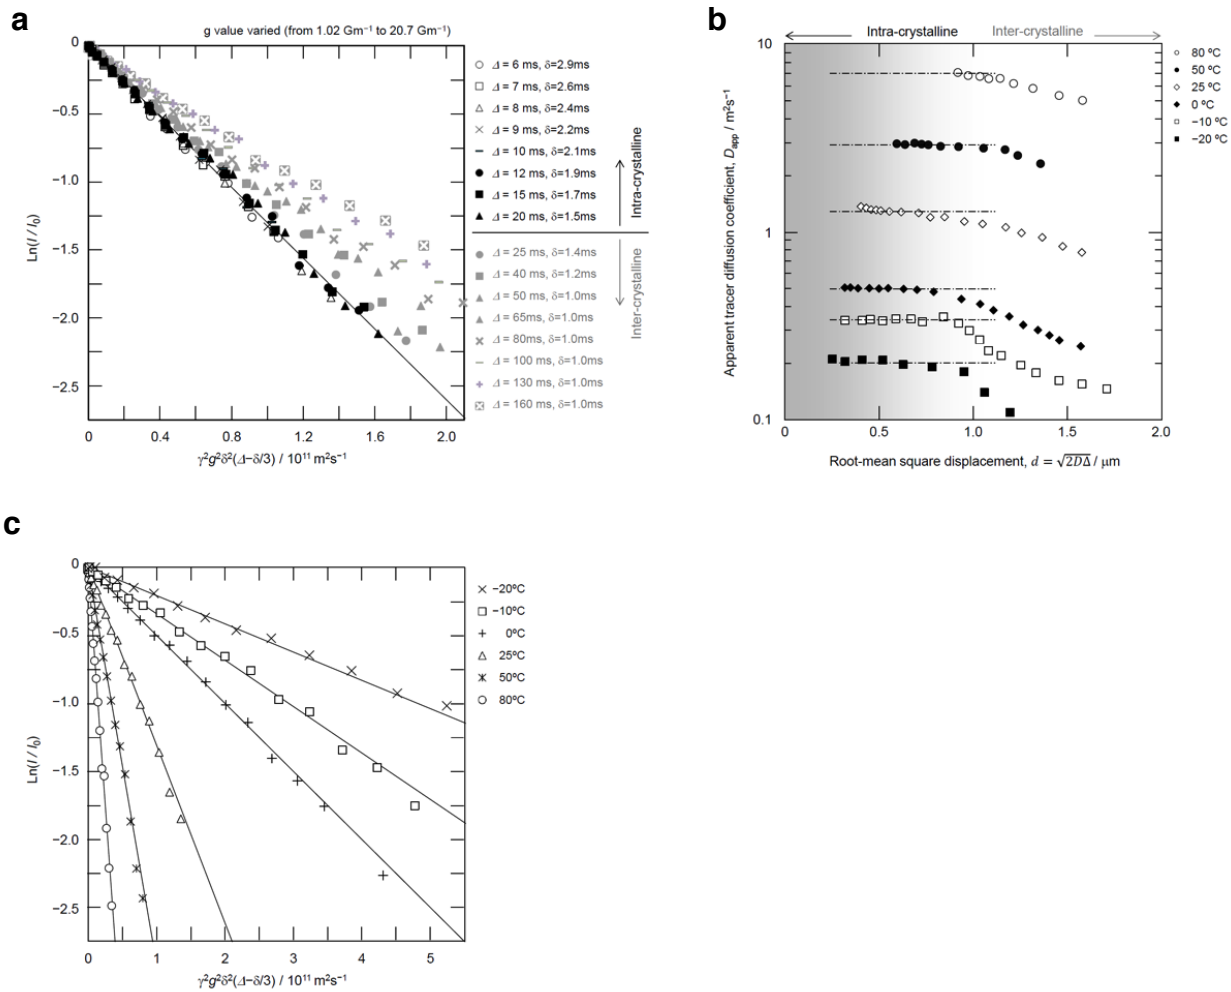 a
g value varied (from 1.02 Gm⁻¹ to 20.7 Gm⁻¹)
0
−0.5
−1.0
−1.5
−2.0
−2.5
Ln(I / I₀)
0 0.4 0.8 1.2 1.6 2.0
γ²g²δ²(Δ−δ/3) / 10¹¹ m²s⁻¹
Δ = 6 ms, δ=2.9ms
Δ = 7 ms, δ=2.6ms
Δ = 8 ms, δ=2.4ms
Δ = 9 ms, δ=2.2ms
Δ = 10 ms, δ=2.1ms
Δ = 12 ms, δ=1.9ms
Δ = 15 ms, δ=1.7ms
Δ = 20 ms, δ=1.5ms
Intra-crystalline
Δ = 25 ms, δ=1.4ms
Δ = 40 ms, δ=1.2ms
Δ = 50 ms, δ=1.0ms
Δ = 65ms, δ=1.0ms
Δ = 80ms, δ=1.0ms
Δ = 100 ms, δ=1.0ms
Δ = 130 ms, δ=1.0ms
Δ = 160 ms, δ=1.0ms
Inter-crystalline
b
Intra-crystalline Inter-crystalline
10
1
0.1
Apparent tracer diffusion coefficient, Dapp / m²s⁻¹
0 0.5 1.0 1.5 2.0
Root-mean square displacement, d = √2DΔ / μm
80 ºC
50 ºC
25 ºC
0 ºC
−10 ºC
−20 ºC
c
0
−0.5
−1.0
−1.5
−2.0
−2.5
Ln(I / I₀)
0 1 2 3 4 5
γ²g²δ²(Δ−δ/3) / 10¹¹ m²s⁻¹
−20ºC
−10ºC
0ºC
25ºC
50ºC
80ºC